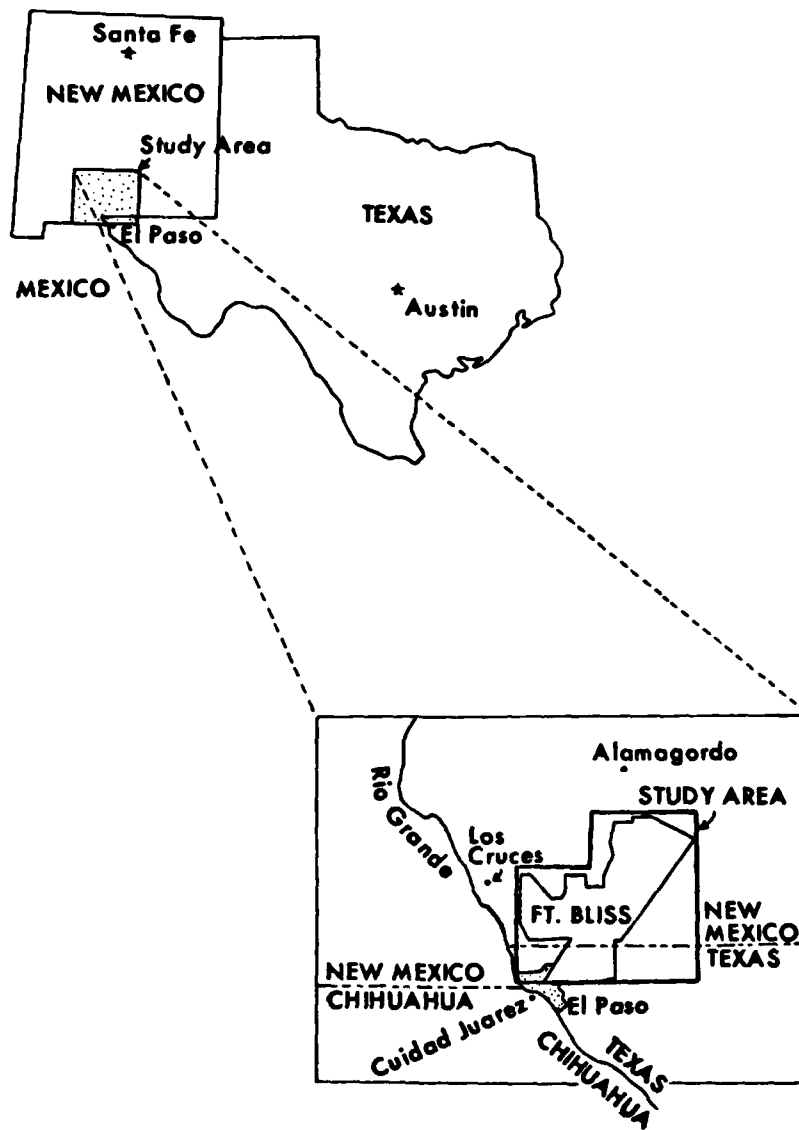 Santa Fe
NEW MEXICO
Study Area
TEXAS
El Paso
MEXICO
Austin
Alamagordo
STUDY AREA
Rio Grande
Los
Cruces
FT. BLISS
NEW
MEXICO
TEXAS
NEW MEXICO
CHIHUAHUA
El Paso
Cuidad Juarez
TEXAS
CHIHUAHUA